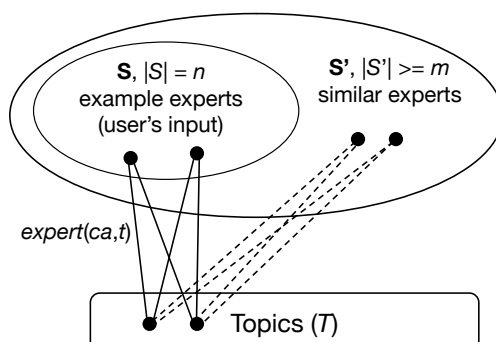 S, |S| = n
example experts
(user's input)
S', |S'| >= m
similar experts
expert(ca,t)
Topics (T)